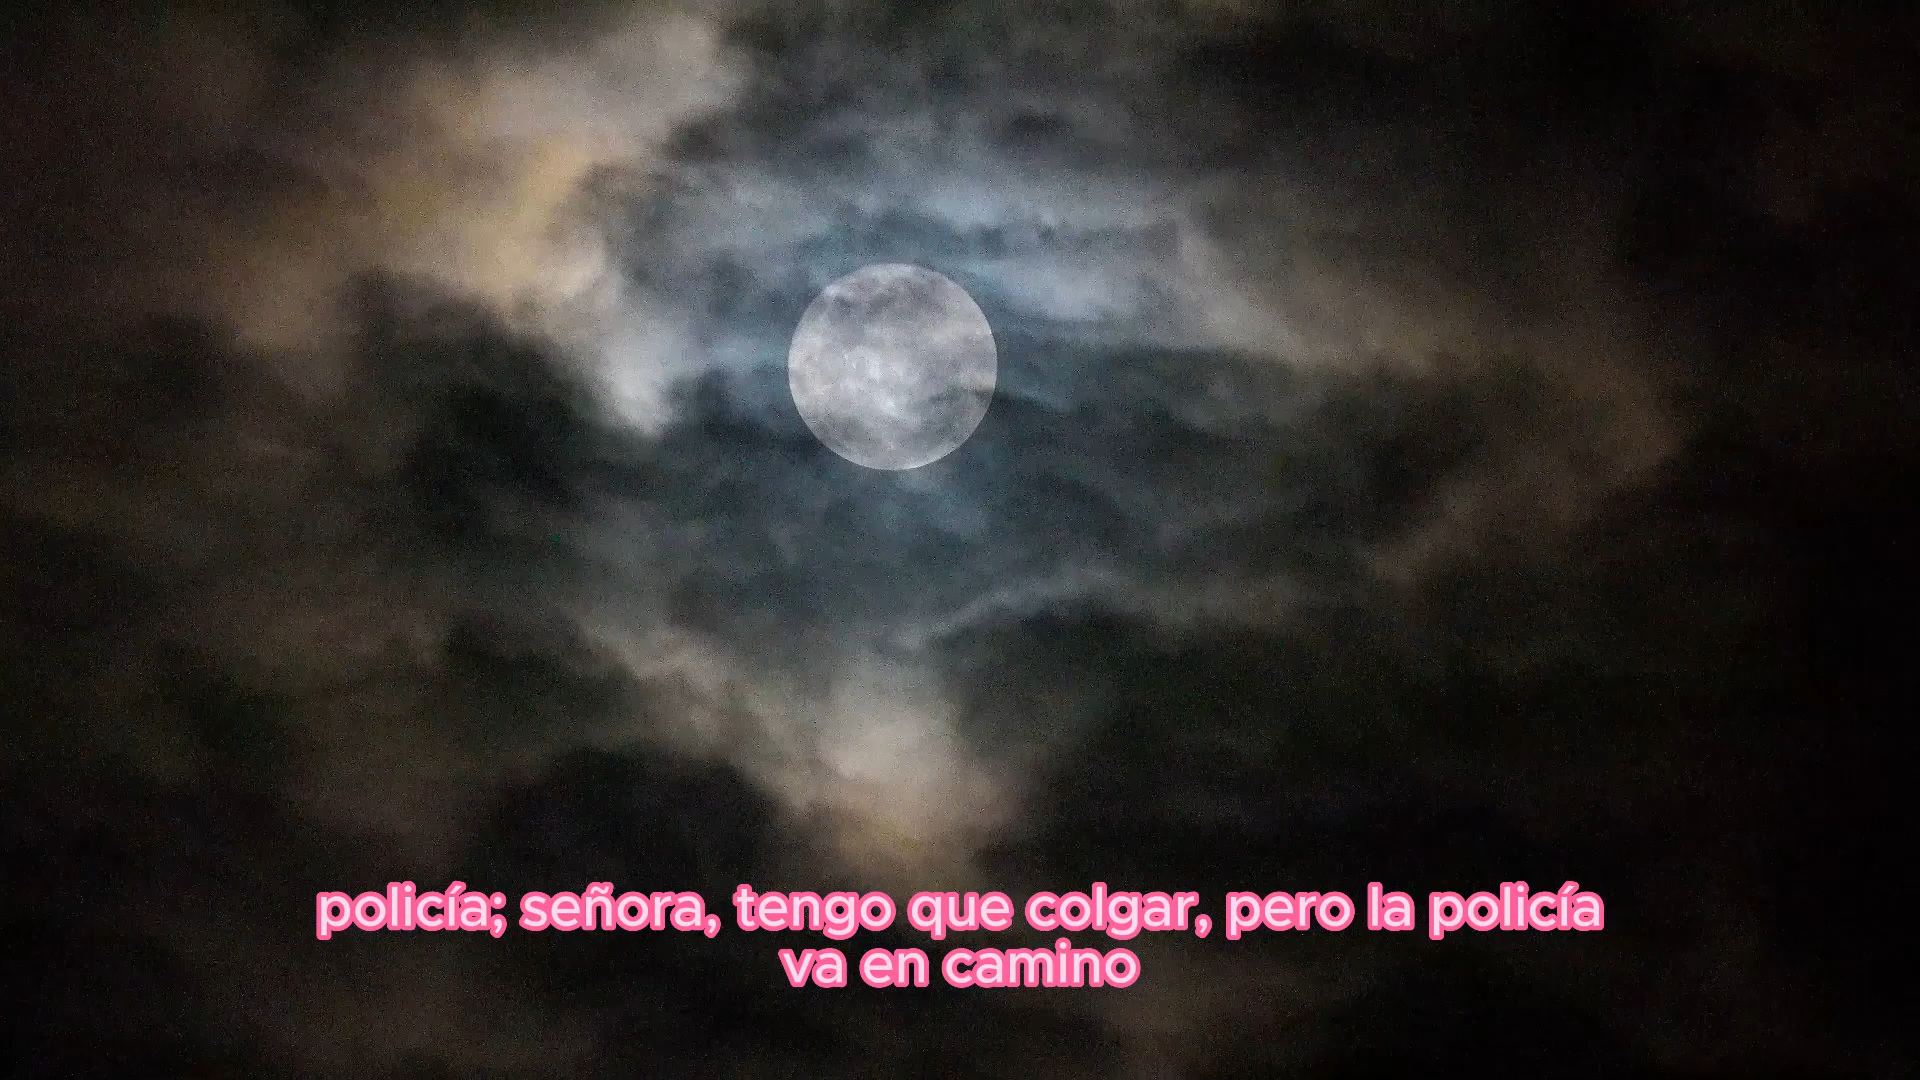 policía; señora, tengo que colgar, pero la policía
va en camino